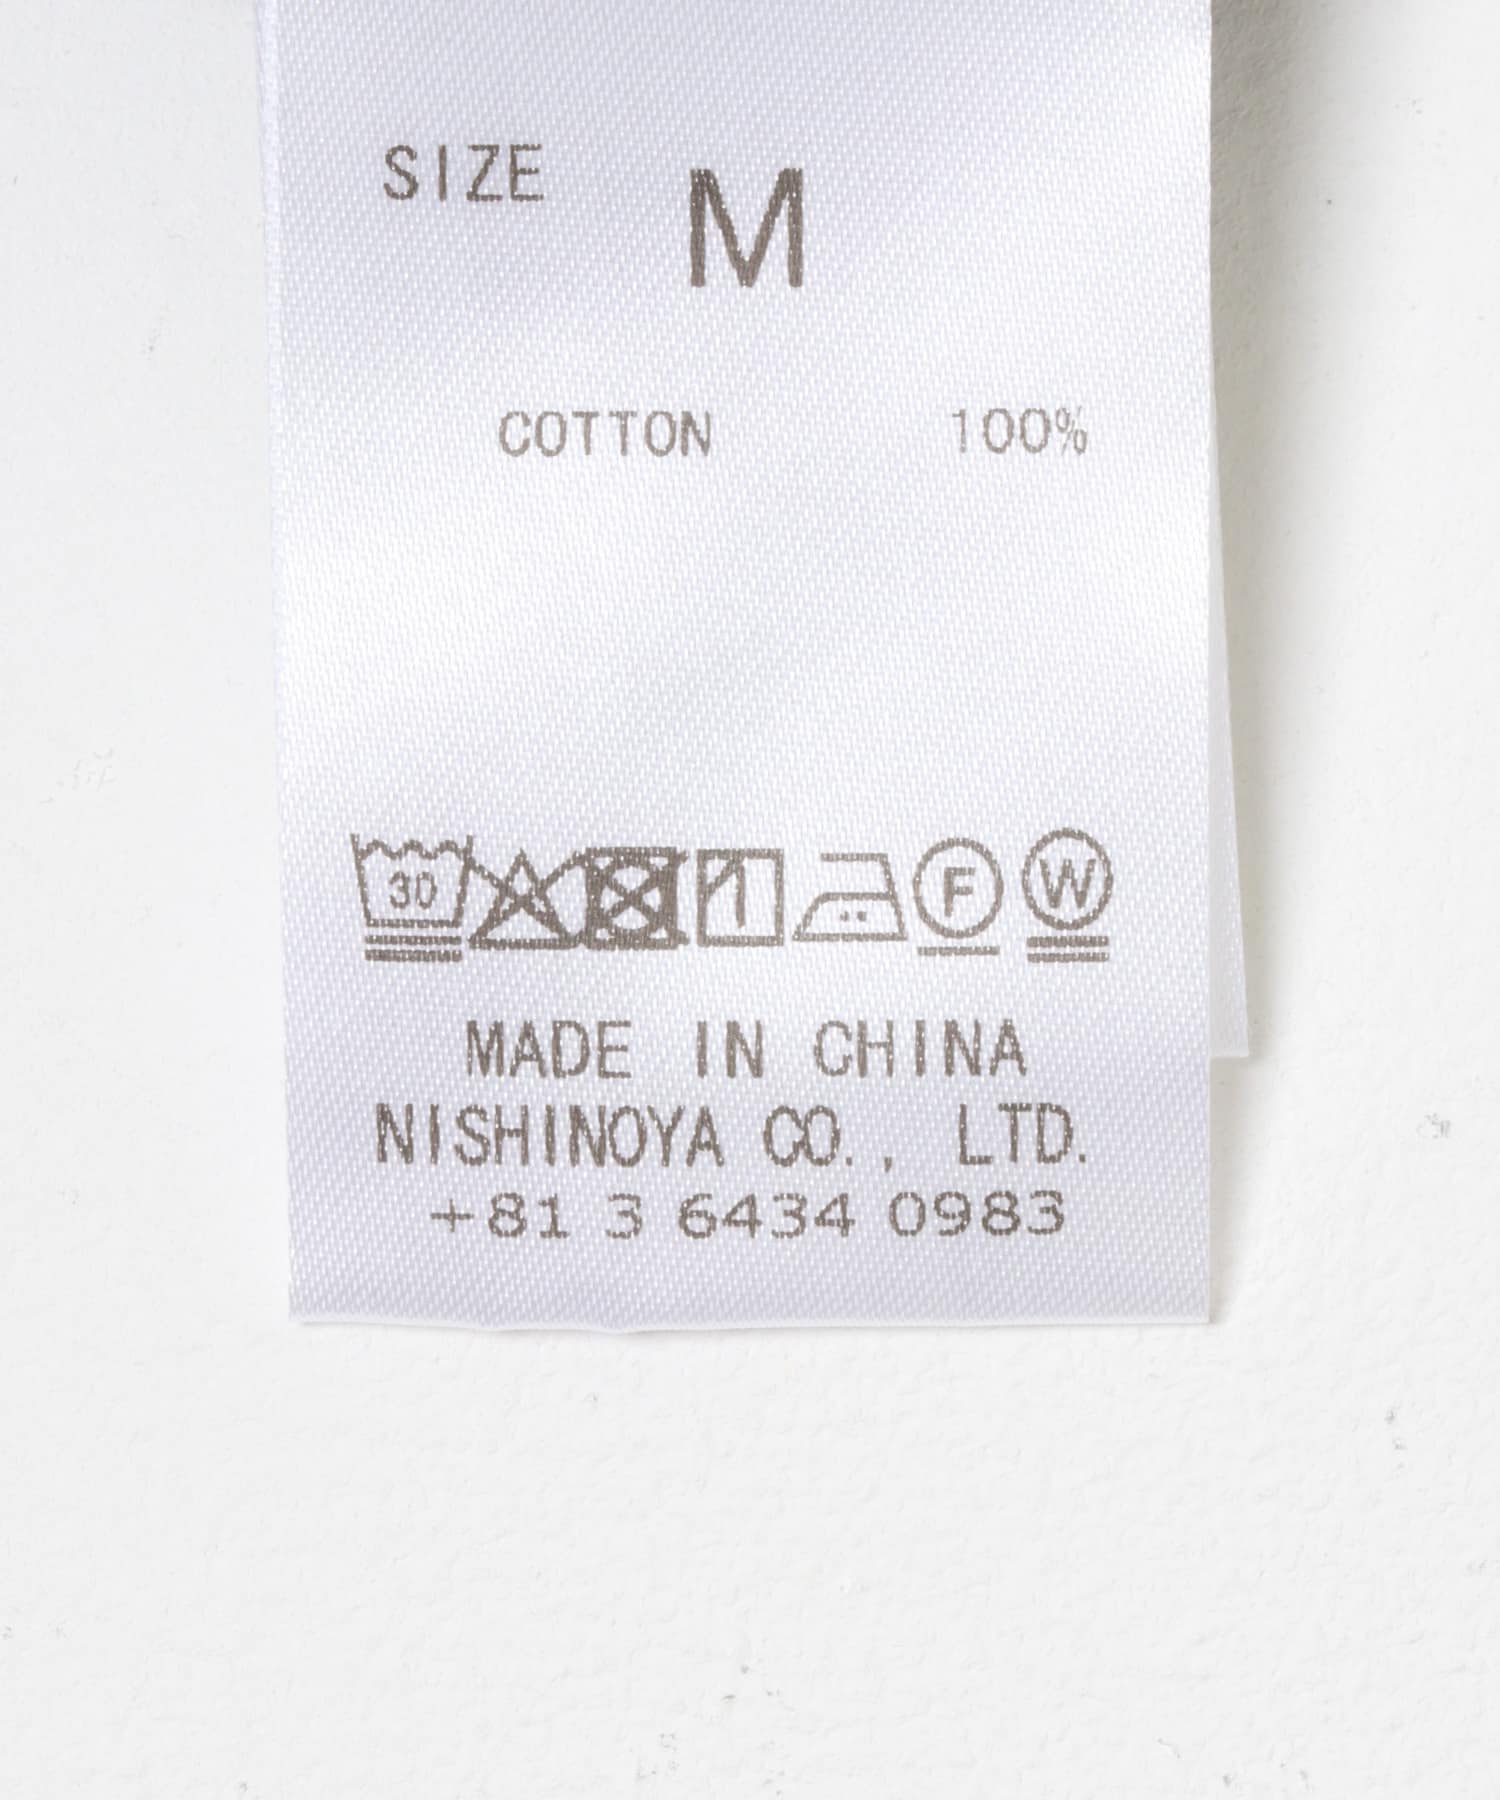 SIZE M
COTTON 100%
30 F W
MADE IN CHINA
NISHINOYA CO., LTD.
+81 3 6434 0983